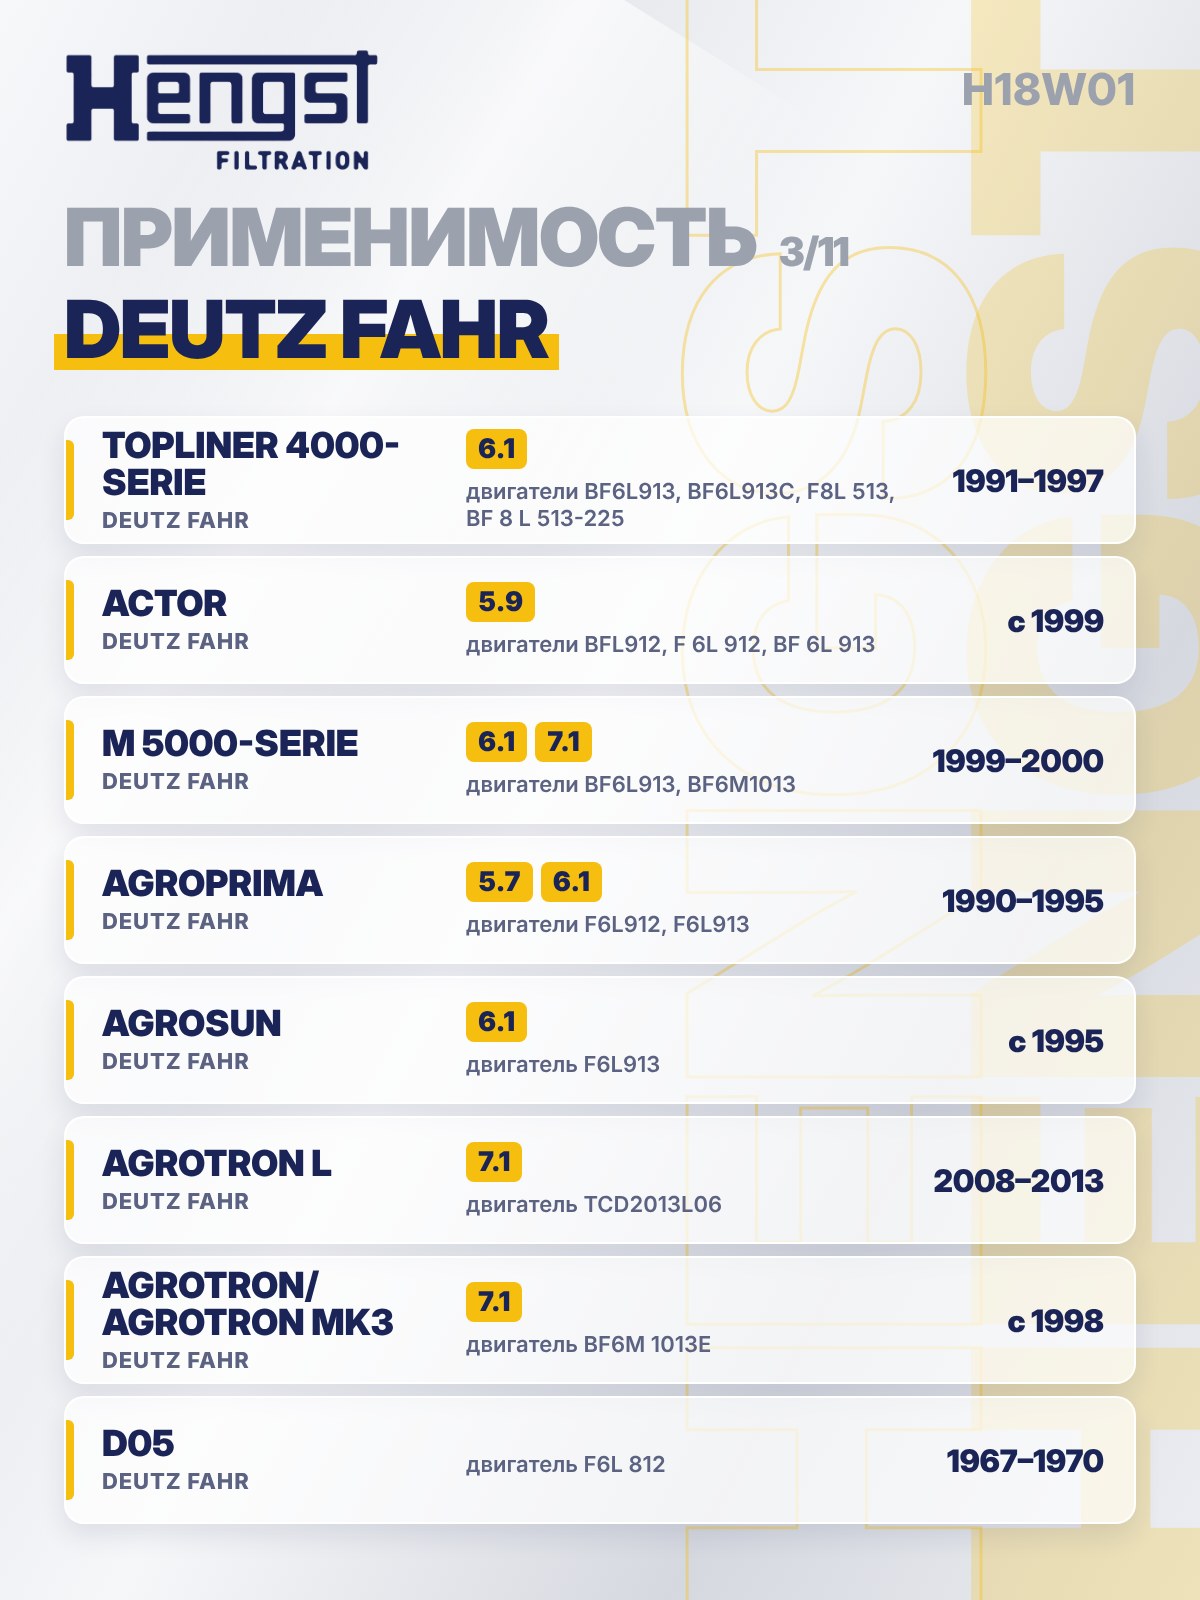 Hengst
FILTRATION
H18W01
ПРИМЕНИМОСТЬ 3/11
DEUTZ FAHR
TOPLINER 4000-
SERIE
DEUTZ FAHR
6.1
двигатели BF6L913, BF6L913C, F8L 513,
BF 8 L 513-225
1991–1997
ACTOR
DEUTZ FAHR
5.9
двигатели BFL912, F 6L 912, BF 6L 913
с 1999
M 5000-SERIE
DEUTZ FAHR
6.1 7.1
двигатели BF6L913, BF6M1013
1999–2000
AGROPRIMA
DEUTZ FAHR
5.7 6.1
двигатели F6L912, F6L913
1990–1995
AGROSUN
DEUTZ FAHR
6.1
двигатель F6L913
с 1995
AGROTRON L
DEUTZ FAHR
7.1
двигатель TCD2013L06
2008–2013
AGROTRON/
AGROTRON MK3
DEUTZ FAHR
7.1
двигатель BF6M 1013E
с 1998
D05
DEUTZ FAHR
двигатель F6L 812
1967–1970
HENGST
HENGST